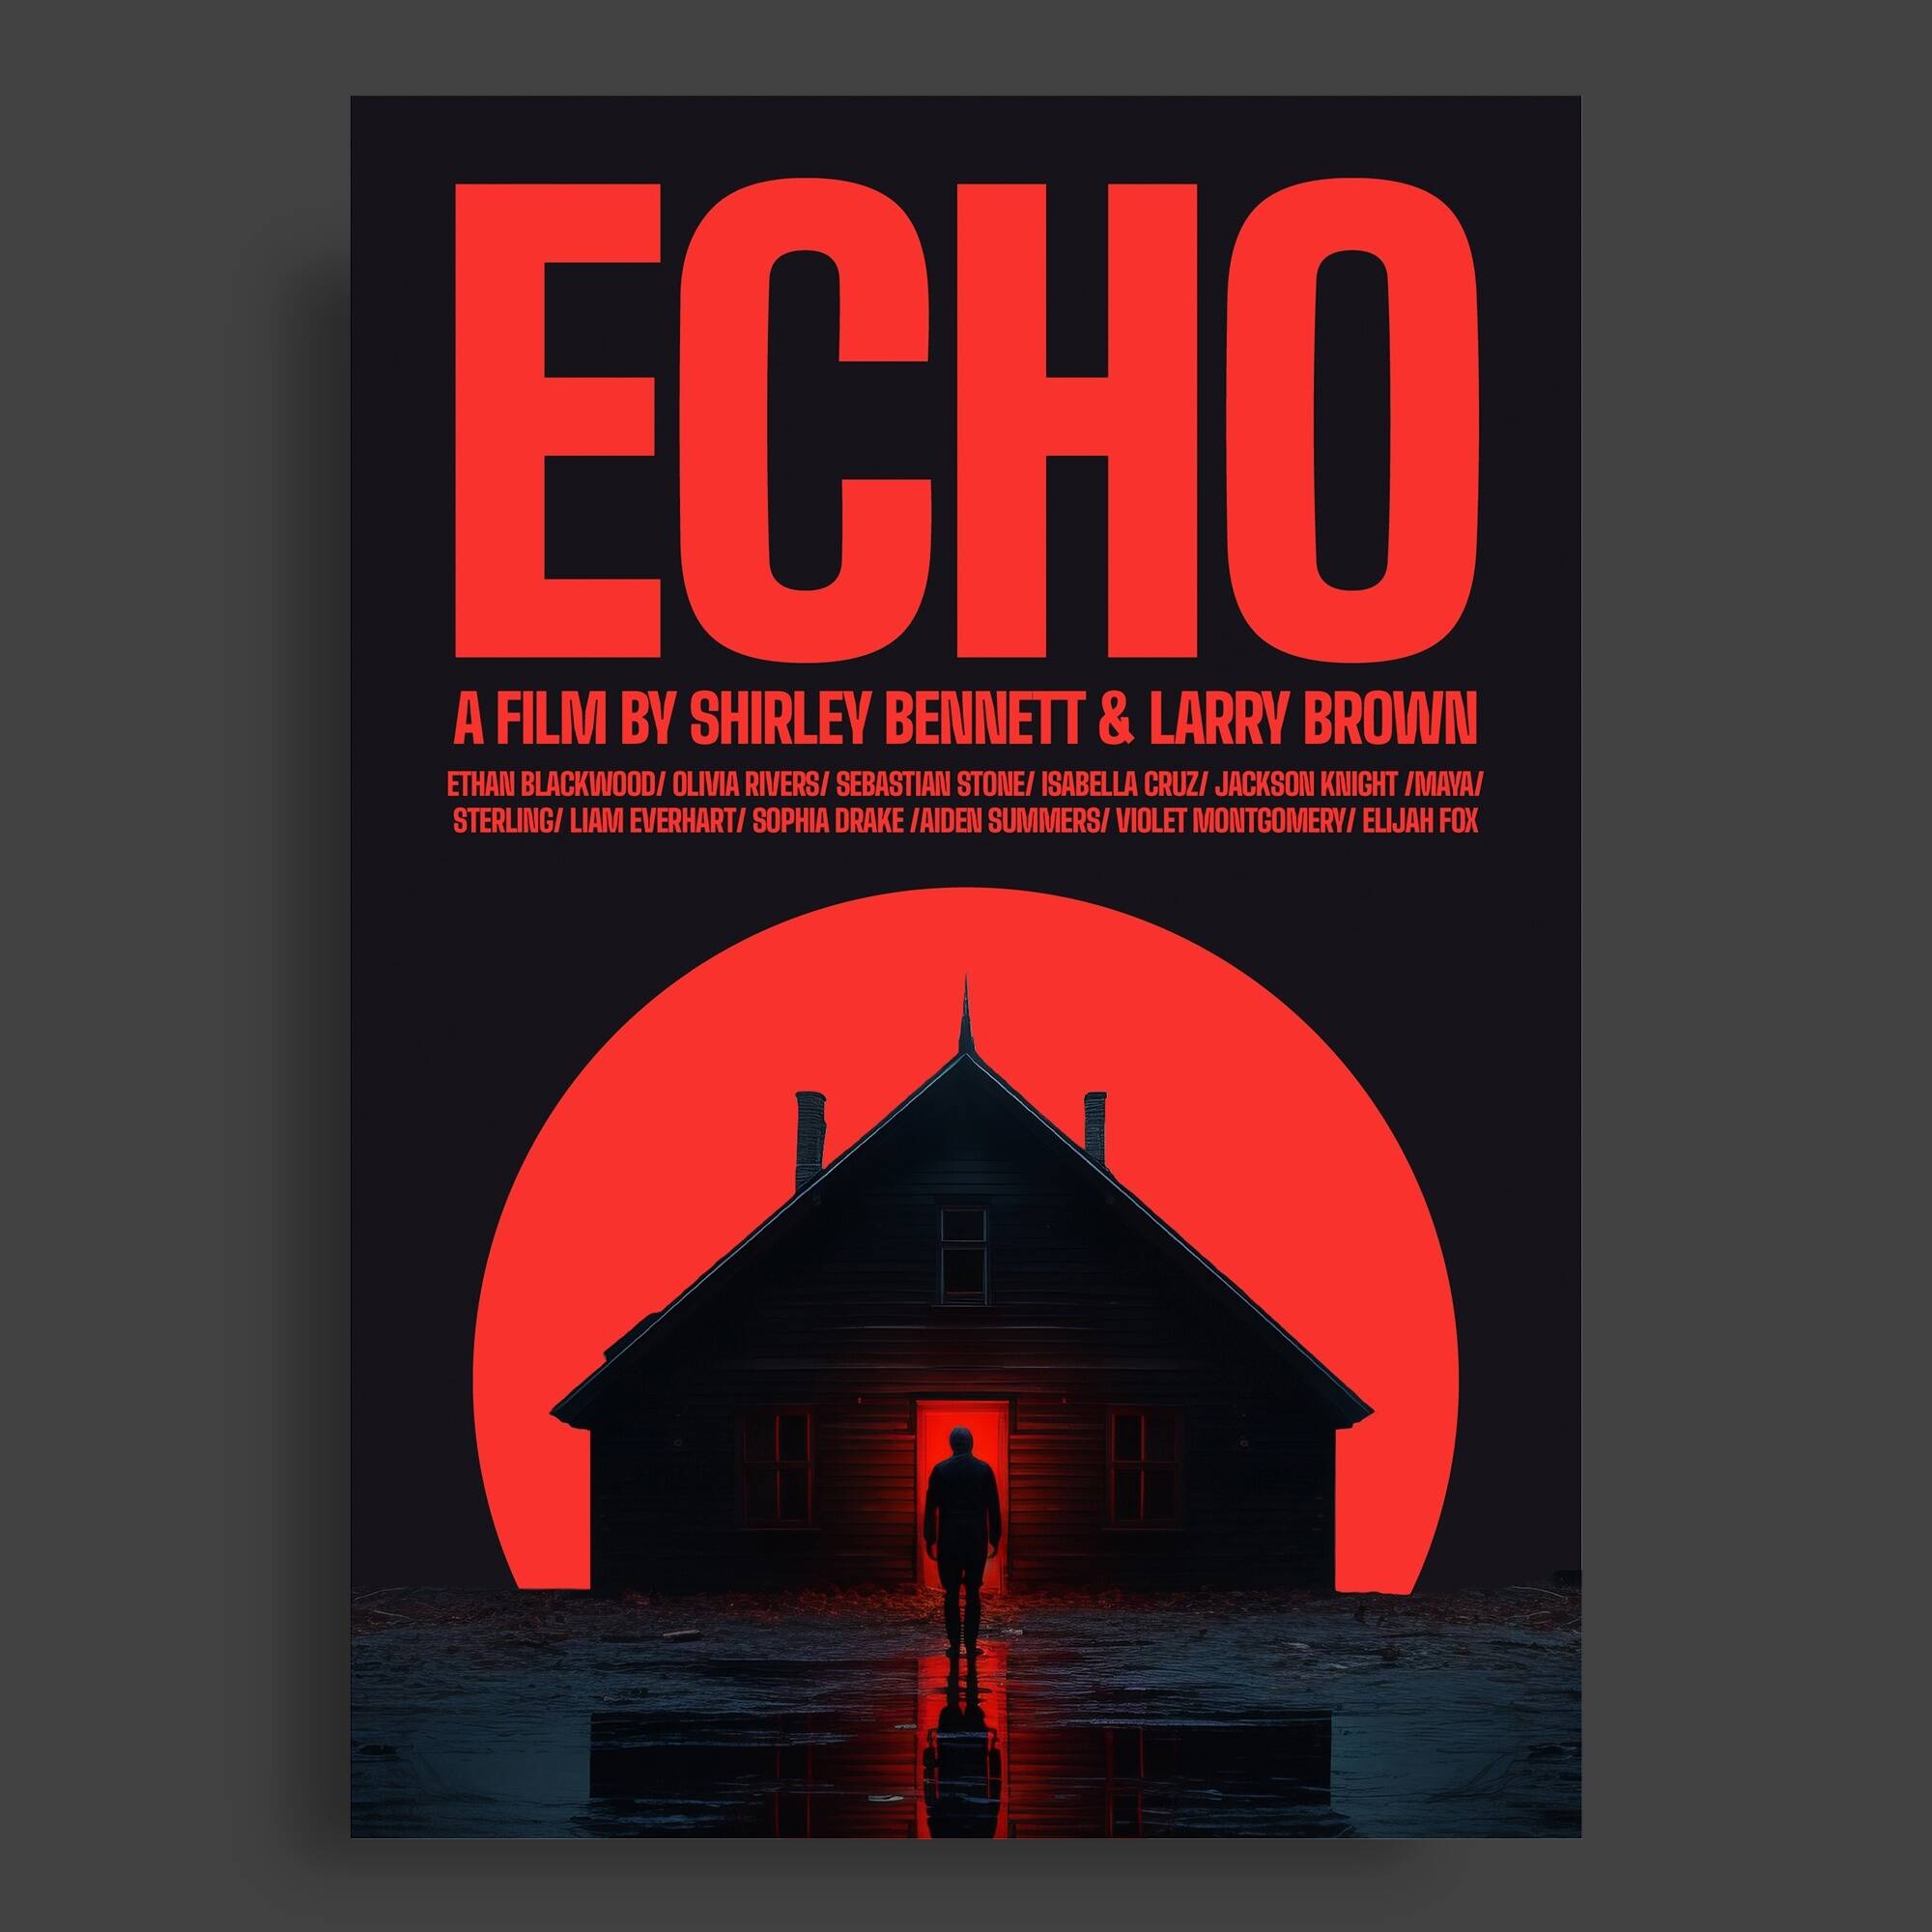 ECHO
A FILM BY SHIRLEY BENNETT & LARRY BROWN
ETHAN BLACKWOOD/ OLIVIA RIVERS/ SEBASTIAN STONE/ ISABELLA CRUZ/ JACKSON KNIGHT /MAYA/
STERLING/ LIAM EVERHART/ SOPHIA DRAKE /AIDEN SUMMERS/ VIOLET MONTGOMERY/ ELIJAH FOX